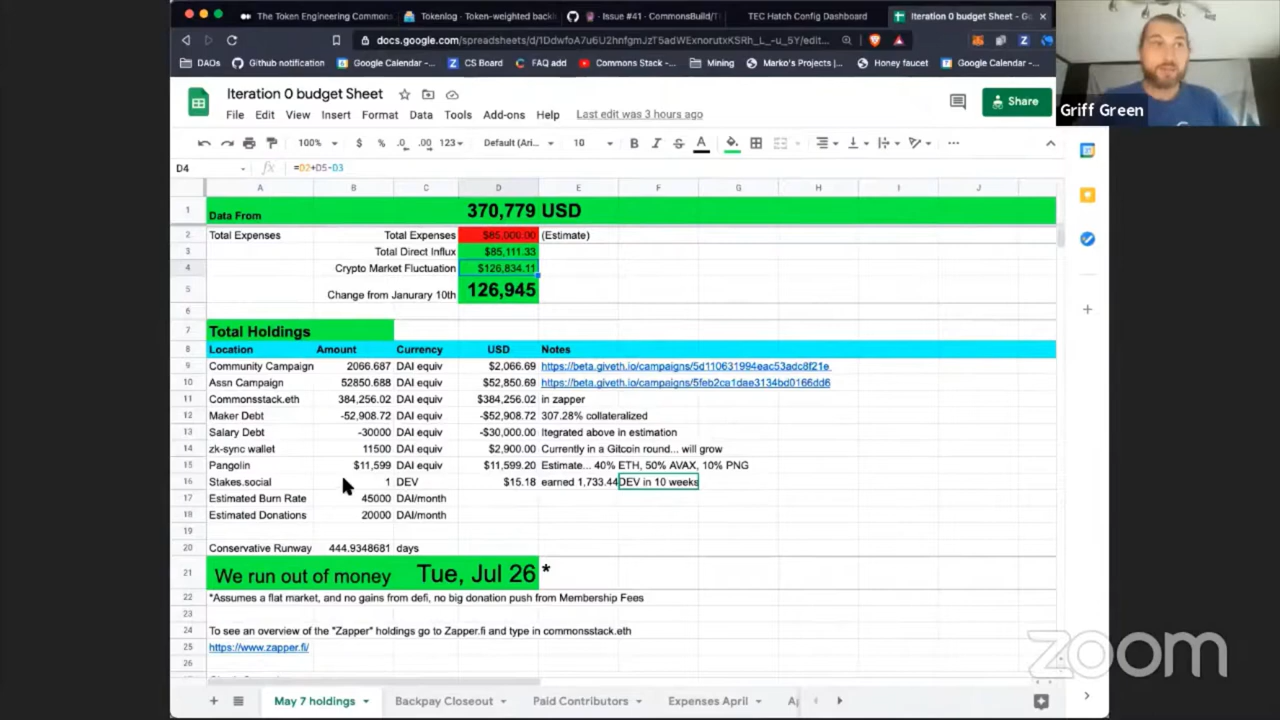 The Token Engineering Commons
Tokenlog - Token-weighted back
Issue #41 · CommonsBuild/T
TEC Hatch Config Dashboard
Iteration 0 budget Sheet - Go
docs.google.com/spreadsheets/d/1DdwfoA7u6U2hnfgmJzT5adWExnorutxKSRh_L_-u_5Y/edit...
DAOs
Github notification
Google Calendar -...
CS Board
FAQ add
Commons Stack -...
Mining
Marko's Projects |...
Honey faucet
Google Calendar -...
Griff Green
Iteration 0 budget Sheet
File Edit View Insert Format Data Tools Add-ons Help Last edit was 3 hours ago
Share
100% $ % .0 .00 123 Default (Ari... 10 B I S A
D4 fx =D2+D5-D3
A B C D E F G H I J
1 Data From 370,779 USD
2 Total Expenses Total Expenses $85,000.00 (Estimate)
3 Total Direct Influx $85,111.33
4 Crypto Market Fluctuation $126,834.11
5 Change from Janurary 10th 126,945
6
7 Total Holdings
8 Location Amount Currency USD Notes
9 Community Campaign 2066.687 DAI equiv $2,066.69 https://beta.giveth.io/campaigns/5d110631994eac53adc8f21e
10 Assn Campaign 52850.688 DAI equiv $52,850.69 https://beta.giveth.io/campaigns/5feb2ca1dae3134bd0166dd6
11 Commonsstack.eth 384,256.02 DAI equiv $384,256.02 in zapper
12 Maker Debt -52,908.72 DAI equiv -$52,908.72 307.28% collateralized
13 Salary Debt -30000 DAI equiv -$30,000.00 Itegrated above in estimation
14 zk-sync wallet 11500 DAI equiv $2,900.00 Currently in a Gitcoin round... will grow
15 Pangolin $11,599 DAI equiv $11,599.20 Estimate... 40% ETH, 50% AVAX, 10% PNG
16 Stakes.social 1 DEV $15.18 earned 1,733.44 DEV in 10 weeks
17 Estimated Burn Rate 45000 DAI/month
18 Estimated Donations 20000 DAI/month
19
20 Conservative Runway 444.9348681 days
21 We run out of money Tue, Jul 26 *
22 *Assumes a flat market, and no gains from defi, no big donation push from Membership Fees
23
24 To see an overview of the "Zapper" holdings go to Zapper.fi and type in commonsstack.eth
25 https://www.zapper.fi/
26
zoom
May 7 holdings Backpay Closeout Paid Contributors Expenses April